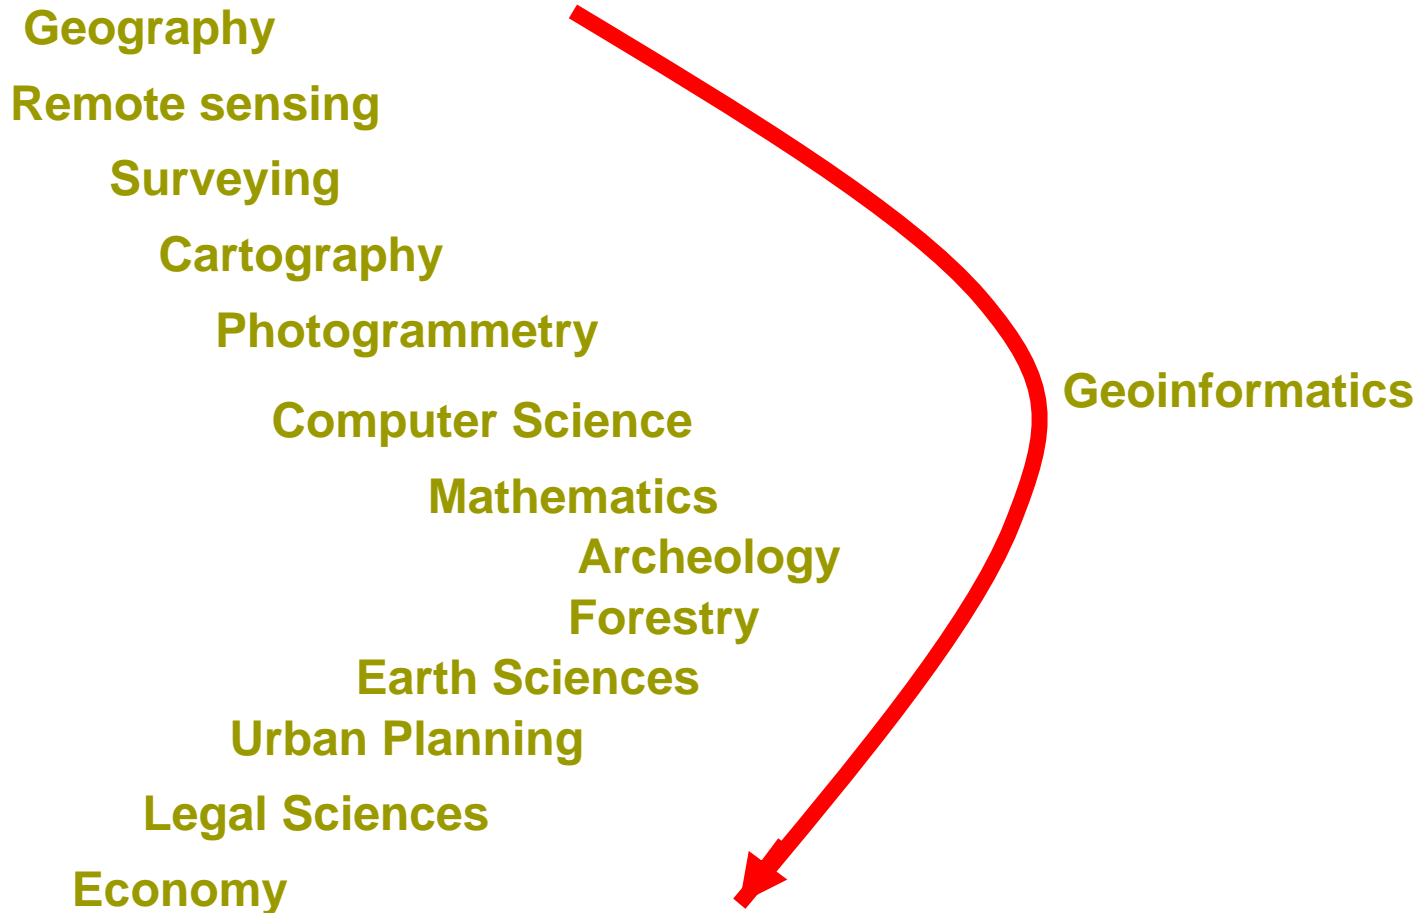 Geography
Remote sensing
Surveying
Cartography
Photogrammetry
Geoinformatics
Computer Science
Mathematics
Archeology
Forestry
Earth Sciences
Urban Planning
Legal Sciences
Economy